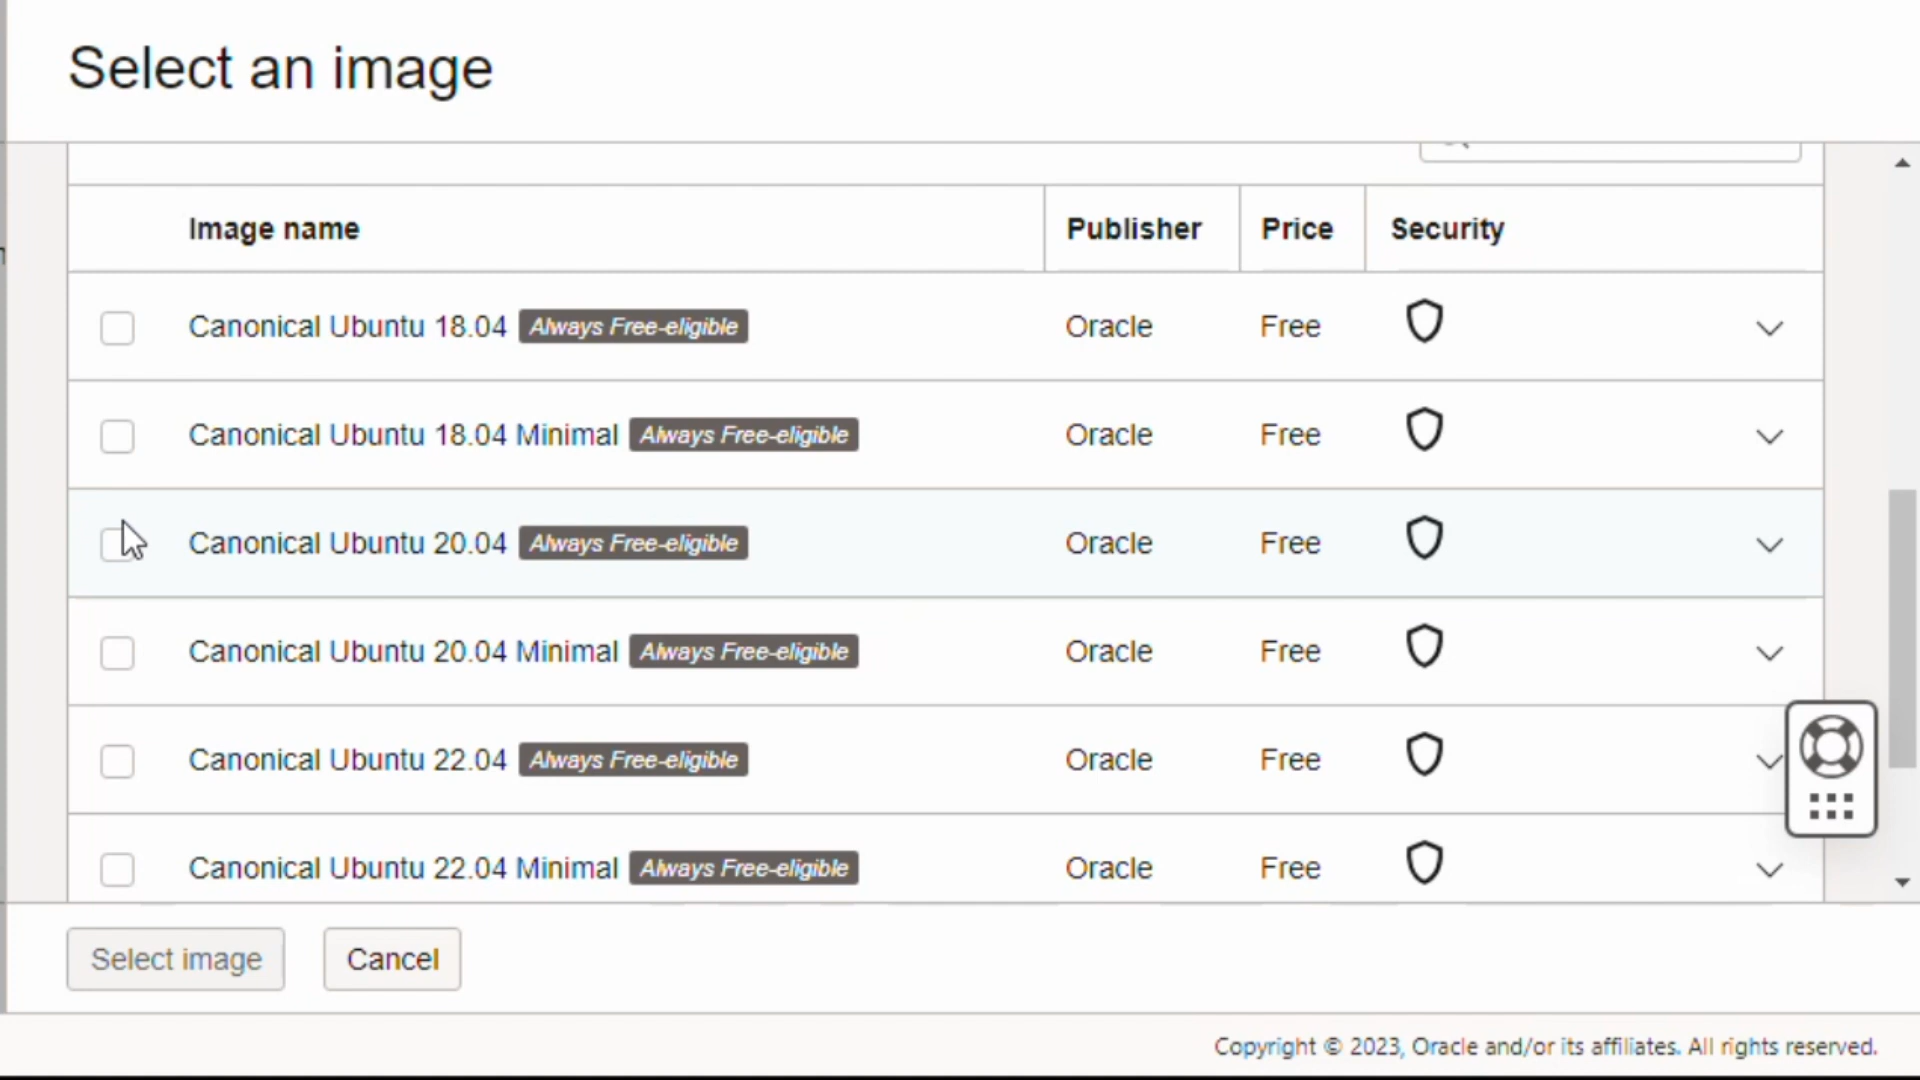 Select an image
Image name Publisher Price Security
Canonical Ubuntu 18.04 Always Free-eligible Oracle Free
Canonical Ubuntu 18.04 Minimal Always Free-eligible Oracle Free
Canonical Ubuntu 20.04 Always Free-eligible Oracle Free
Canonical Ubuntu 20.04 Minimal Always Free-eligible Oracle Free
Canonical Ubuntu 22.04 Always Free-eligible Oracle Free
Canonical Ubuntu 22.04 Minimal Always Free-eligible Oracle Free
Select image Cancel
Copyright © 2023, Oracle and/or its affiliates. All rights reserved.